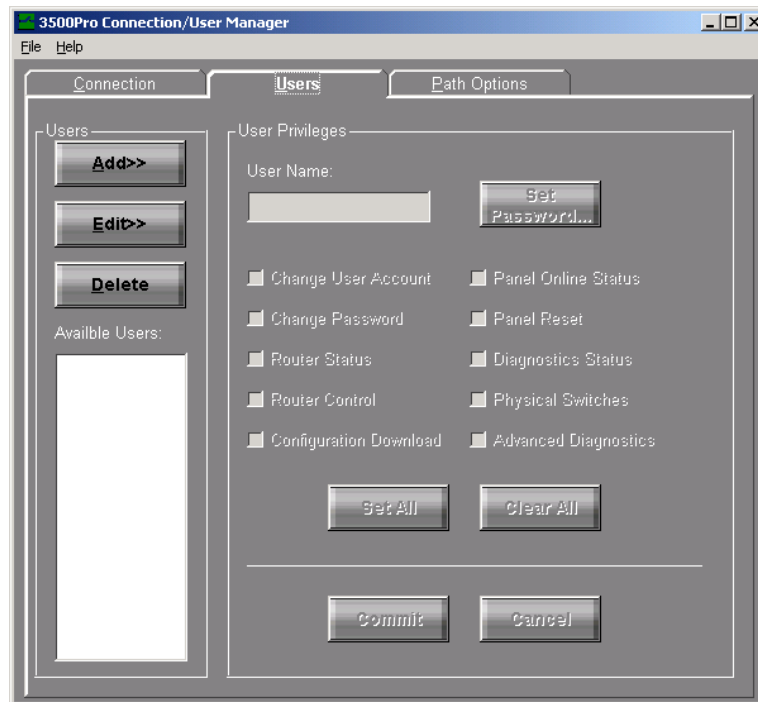 3500Pro Connection/User Manager
File Help
Connection Users Path Options
Users
Add>>
Edit>>
Delete
Availble Users:
User Privileges
User Name:
Set Password...
Change User Account
Panel Online Status
Change Password
Panel Reset
Router Status
Diagnostics Status
Router Control
Physical Switches
Configuration Download
Advanced Diagnostics
Set All
Clear All
Commit
Cancel